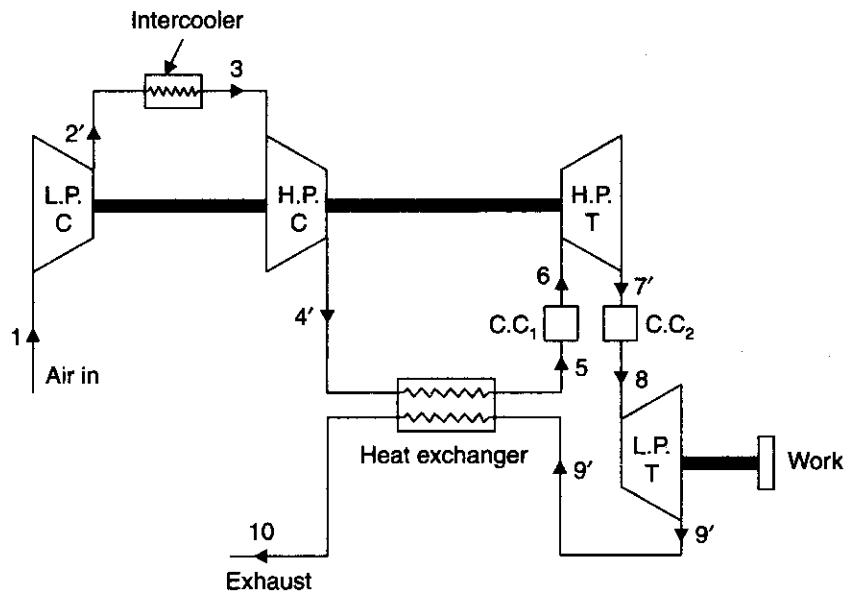 Intercooler
3
2′
L.P.
C
H.P.
C
H.P.
T
6
7′
4′
C.C₁
C.C₂
1
5
8
Air in
L.P.
T
Work
Heat exchanger
9′
9′
10
Exhaust